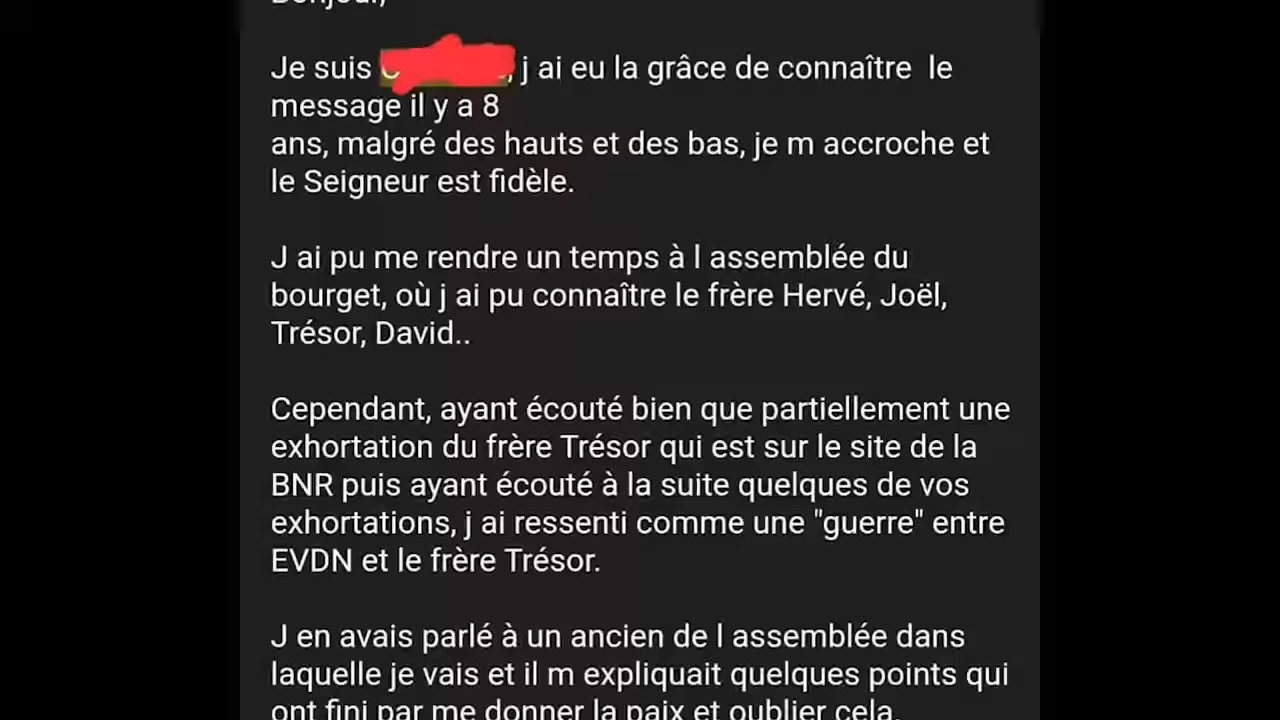 Bonjour,
Je suis , j ai eu la grâce de connaître le
message il y a 8
ans, malgré des hauts et des bas, je m accroche et
le Seigneur est fidèle.
J ai pu me rendre un temps à l assemblée du
bourget, où j ai pu connaître le frère Hervé, Joël,
Trésor, David..
Cependant, ayant écouté bien que partiellement une
exhortation du frère Trésor qui est sur le site de la
BNR puis ayant écouté à la suite quelques de vos
exhortations, j ai ressenti comme une "guerre" entre
EVDN et le frère Trésor.
J en avais parlé à un ancien de l assemblée dans
laquelle je vais et il m expliquait quelques points qui
ont fini par me donner la paix et oublier cela.